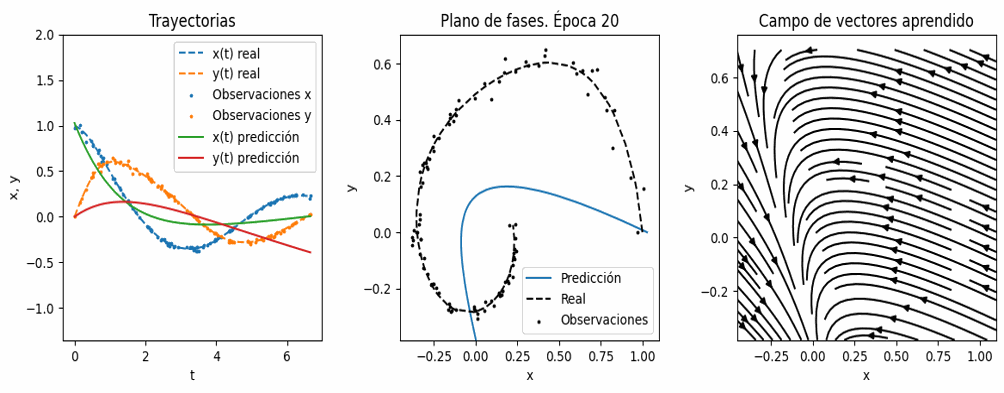 Trayectorias
2.0
1.5
1.0
0.5
0.0
−0.5
−1.0
x, y
0
2
4
6
t
x(t) real
y(t) real
Observaciones x
Observaciones y
x(t) predicción
y(t) predicción
Plano de fases. Época 20
0.6
0.4
0.2
0.0
−0.2
y
−0.25
0.00
0.25
0.50
0.75
1.00
x
Predicción
Real
Observaciones
Campo de vectores aprendido
0.6
0.4
0.2
0.0
−0.2
y
−0.25
0.00
0.25
0.50
0.75
1.00
x